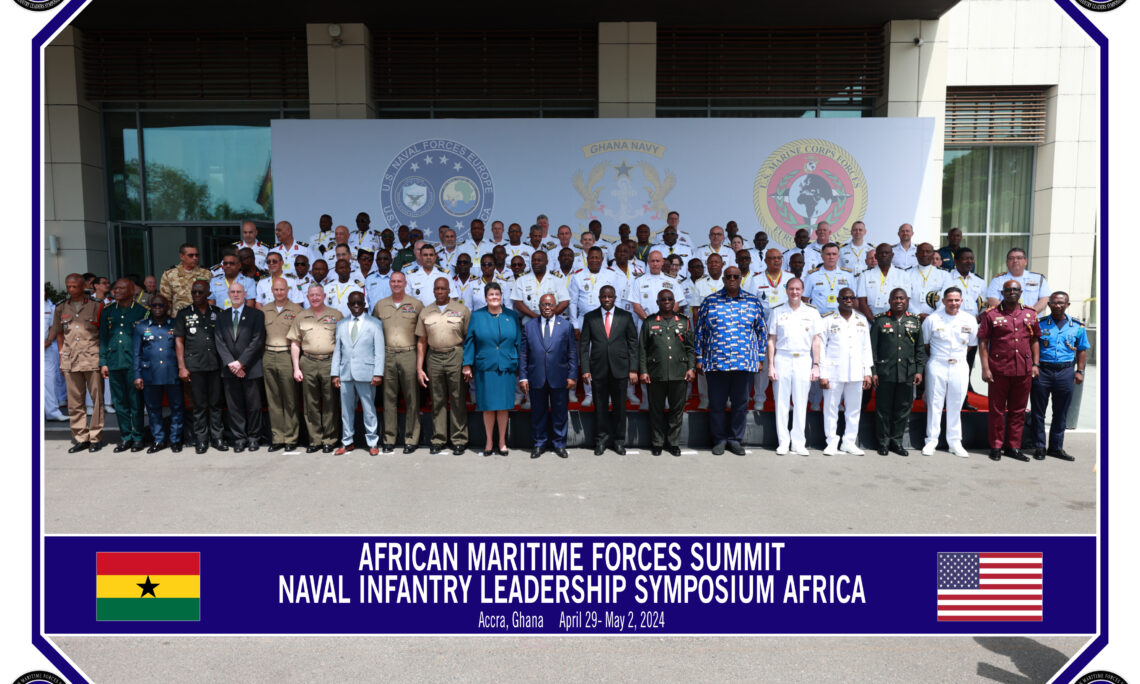 U.S. NAVAL FORCES EUROPE
GHANA NAVY
U.S. MARINE CORPS FORCES
AFRICAN MARITIME FORCES SUMMIT
NAVAL INFANTRY LEADERSHIP SYMPOSIUM AFRICA
Accra, Ghana April 29- May 2, 2024